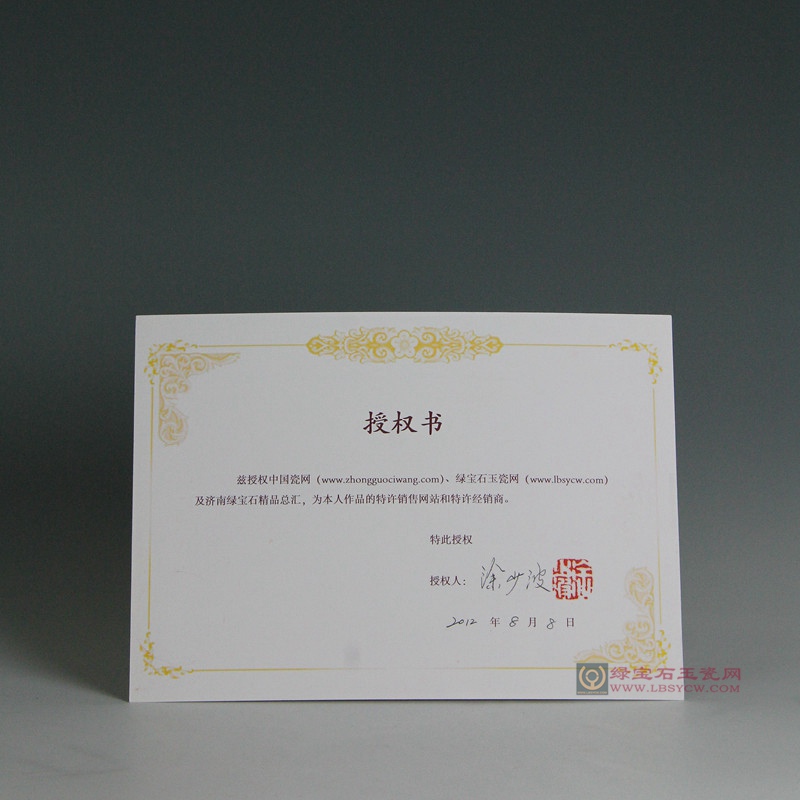 授权书
兹授权中国瓷网（www.zhongguociwang.com）、绿宝石玉瓷网（www.lbsycw.com）
及济南绿宝石精品总汇，为本人作品的特许销售网站和特许经销商。
特此授权
授权人：涂少波
2012 年 8 月 8 日
绿宝石玉瓷网
WWW.LBSYCW.COM